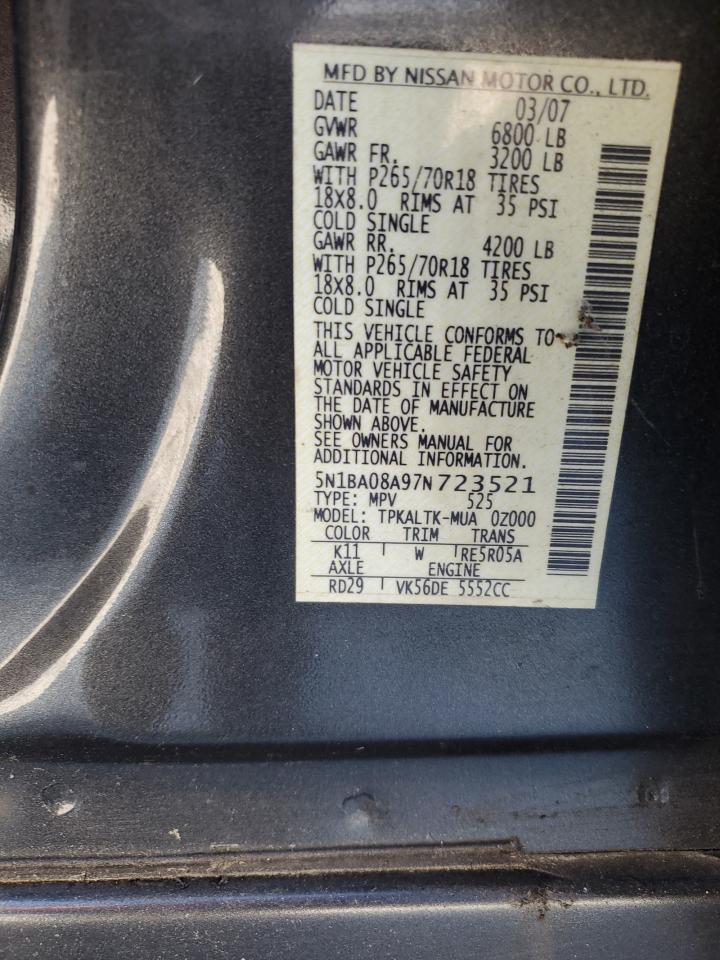 MFD BY NISSAN MOTOR CO., LTD.
DATE 03/07
GVWR 6800 LB
GAWR FR. 3200 LB
WITH P265/70R18 TIRES
18X8.0 RIMS AT 35 PSI
COLD SINGLE
GAWR RR. 4200 LB
WITH P265/70R18 TIRES
18X8.0 RIMS AT 35 PSI
COLD SINGLE
THIS VEHICLE CONFORMS TO
ALL APPLICABLE FEDERAL
MOTOR VEHICLE SAFETY
STANDARDS IN EFFECT ON
THE DATE OF MANUFACTURE
SHOWN ABOVE.
SEE OWNERS MANUAL FOR
ADDITIONAL INFORMATION.
5N1BA08A97N723521
TYPE: MPV 525
MODEL: TPKALTK-MUA 0Z000
COLOR TRIM TRANS
K11 W RE5R05A
AXLE ENGINE
RD29 VK56DE 5552CC